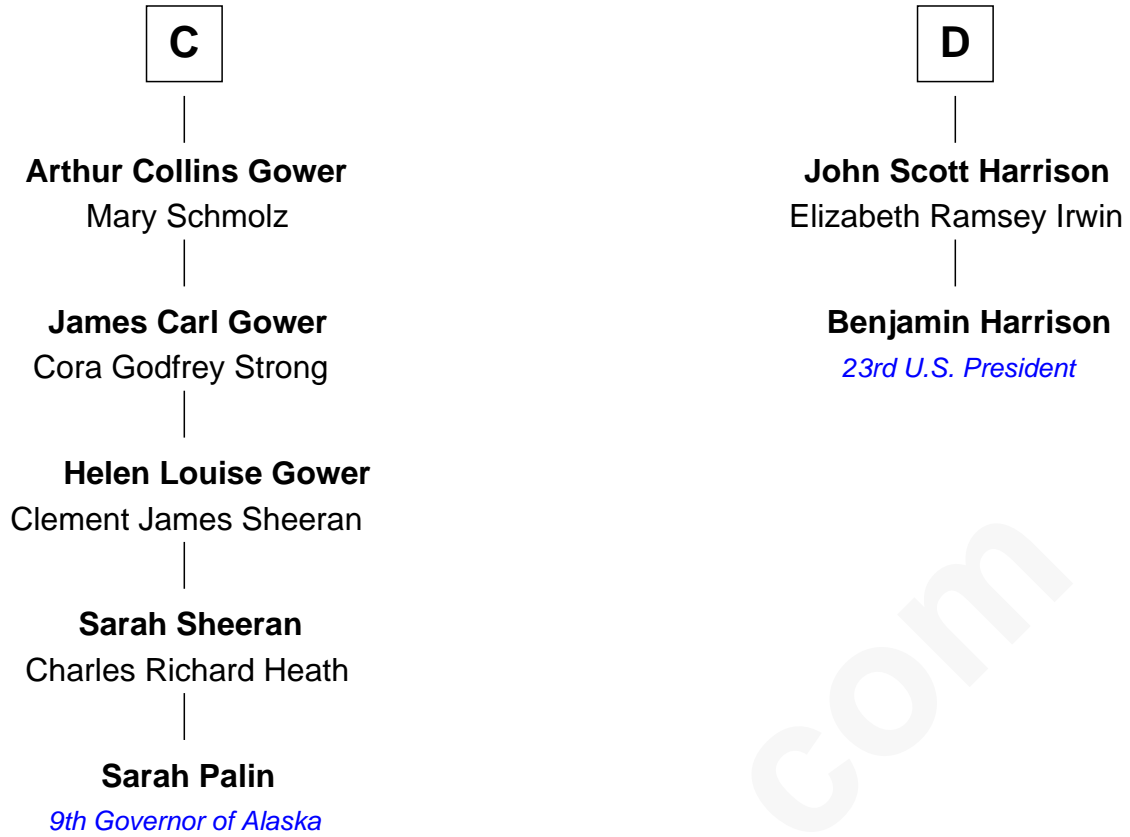 C
Arthur Collins Gower
Mary Schmolz
James Carl Gower
Cora Godfrey Strong
Helen Louise Gower
Clement James Sheeran
Sarah Sheeran
Charles Richard Heath
Sarah Palin
9th Governor of Alaska
D
John Scott Harrison
Elizabeth Ramsey Irwin
Benjamin Harrison
23rd U.S. President
com